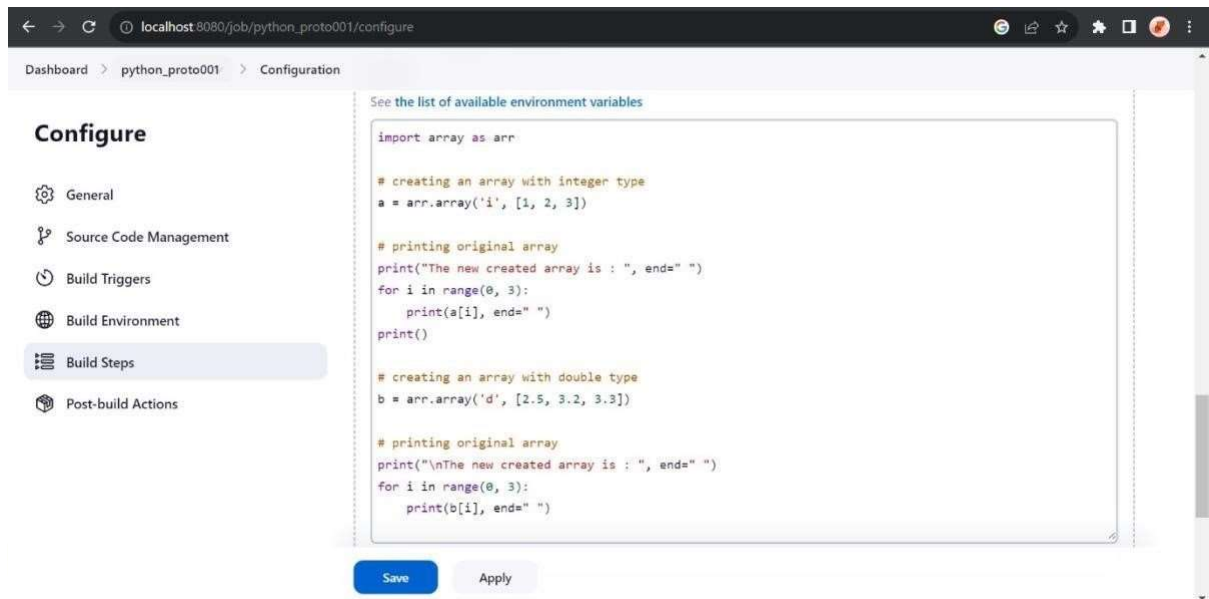 localhost:8080/job/python_proto001/configure
Dashboard > python_proto001 > Configuration
See the list of available environment variables
Configure
General
Source Code Management
Build Triggers
Build Environment
Build Steps
Post-build Actions
import array as arr
# creating an array with integer type
a = arr.array('i', [1, 2, 3])
# printing original array
print("The new created array is : ", end=" ")
for i in range(0, 3):
    print(a[i], end=" ")
print()
# creating an array with double type
b = arr.array('d', [2.5, 3.2, 3.3])
# printing original array
print("\nThe new created array is : ", end=" ")
for i in range(0, 3):
    print(b[i], end=" ")
Save
Apply